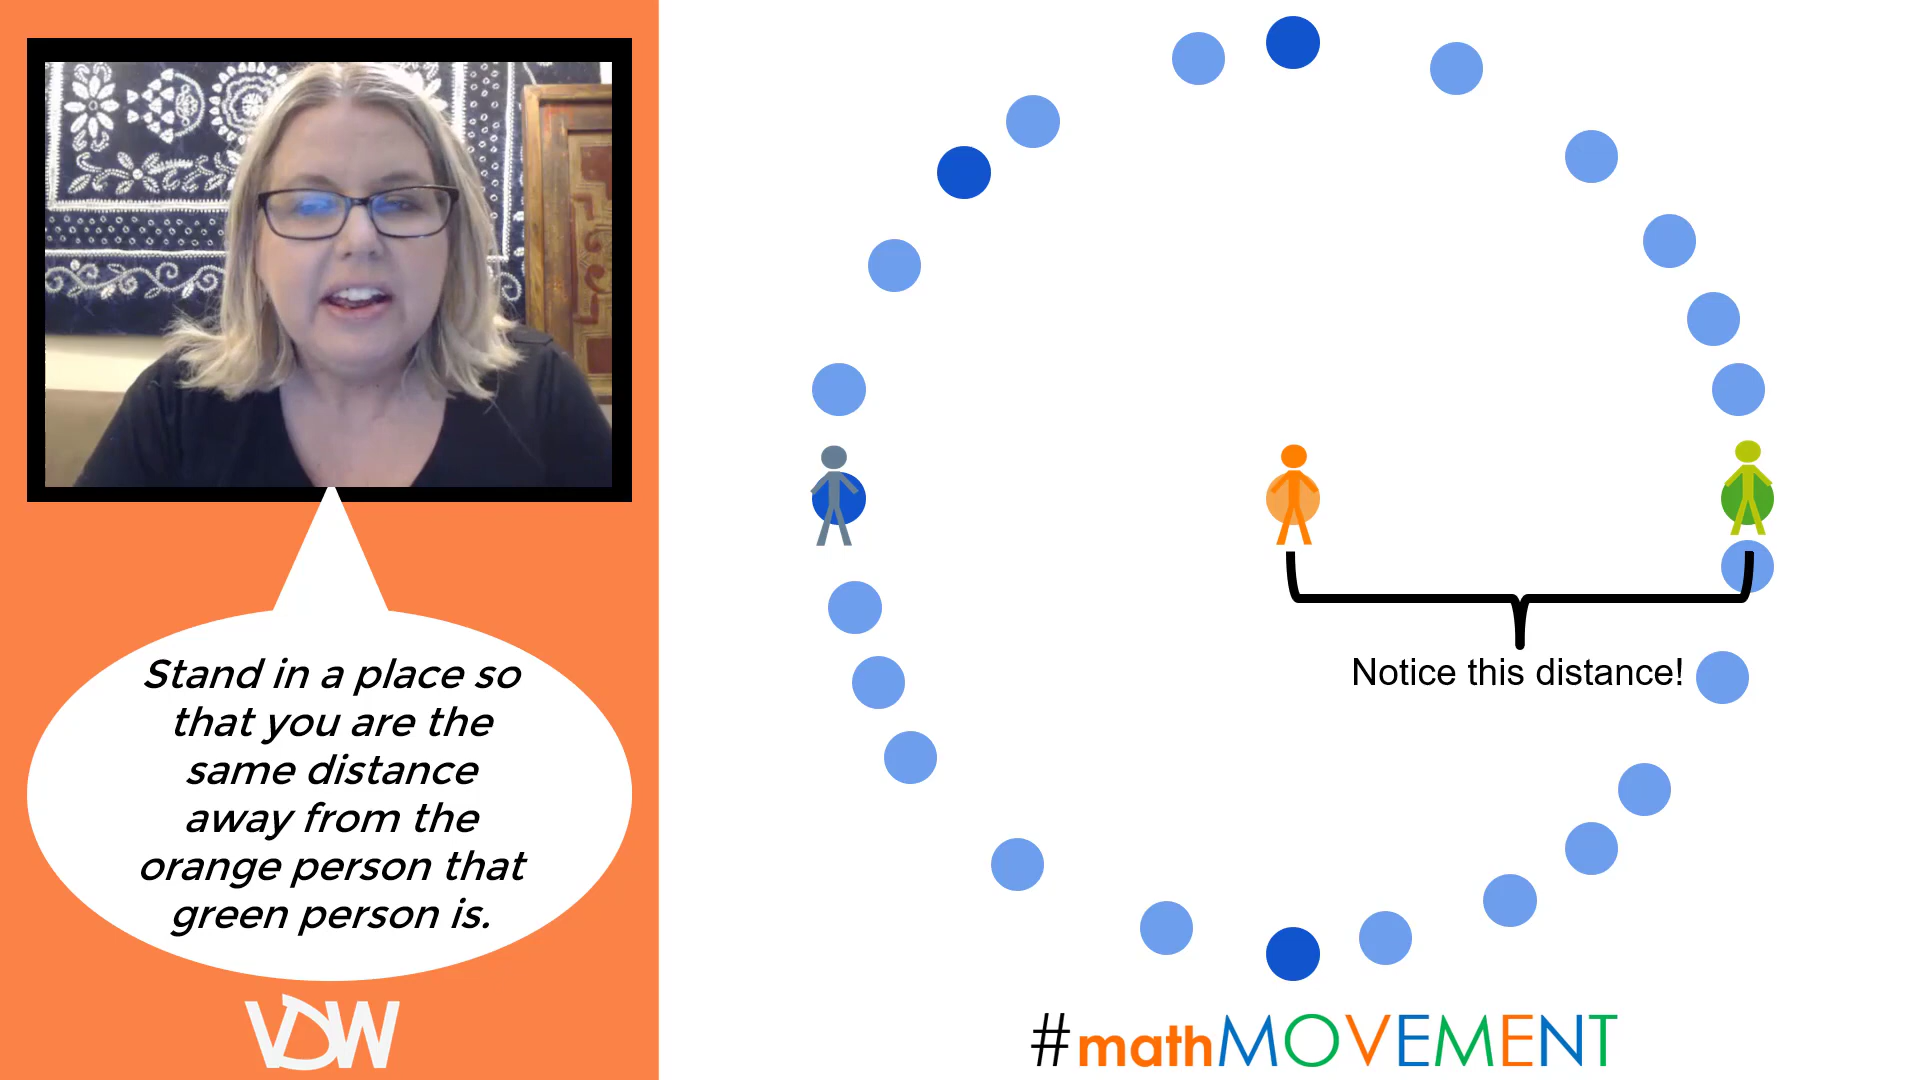 Stand in a place so
that you are the
same distance
away from the
orange person that
green person is.
VDW
Notice this distance!
#mathMOVEMENT